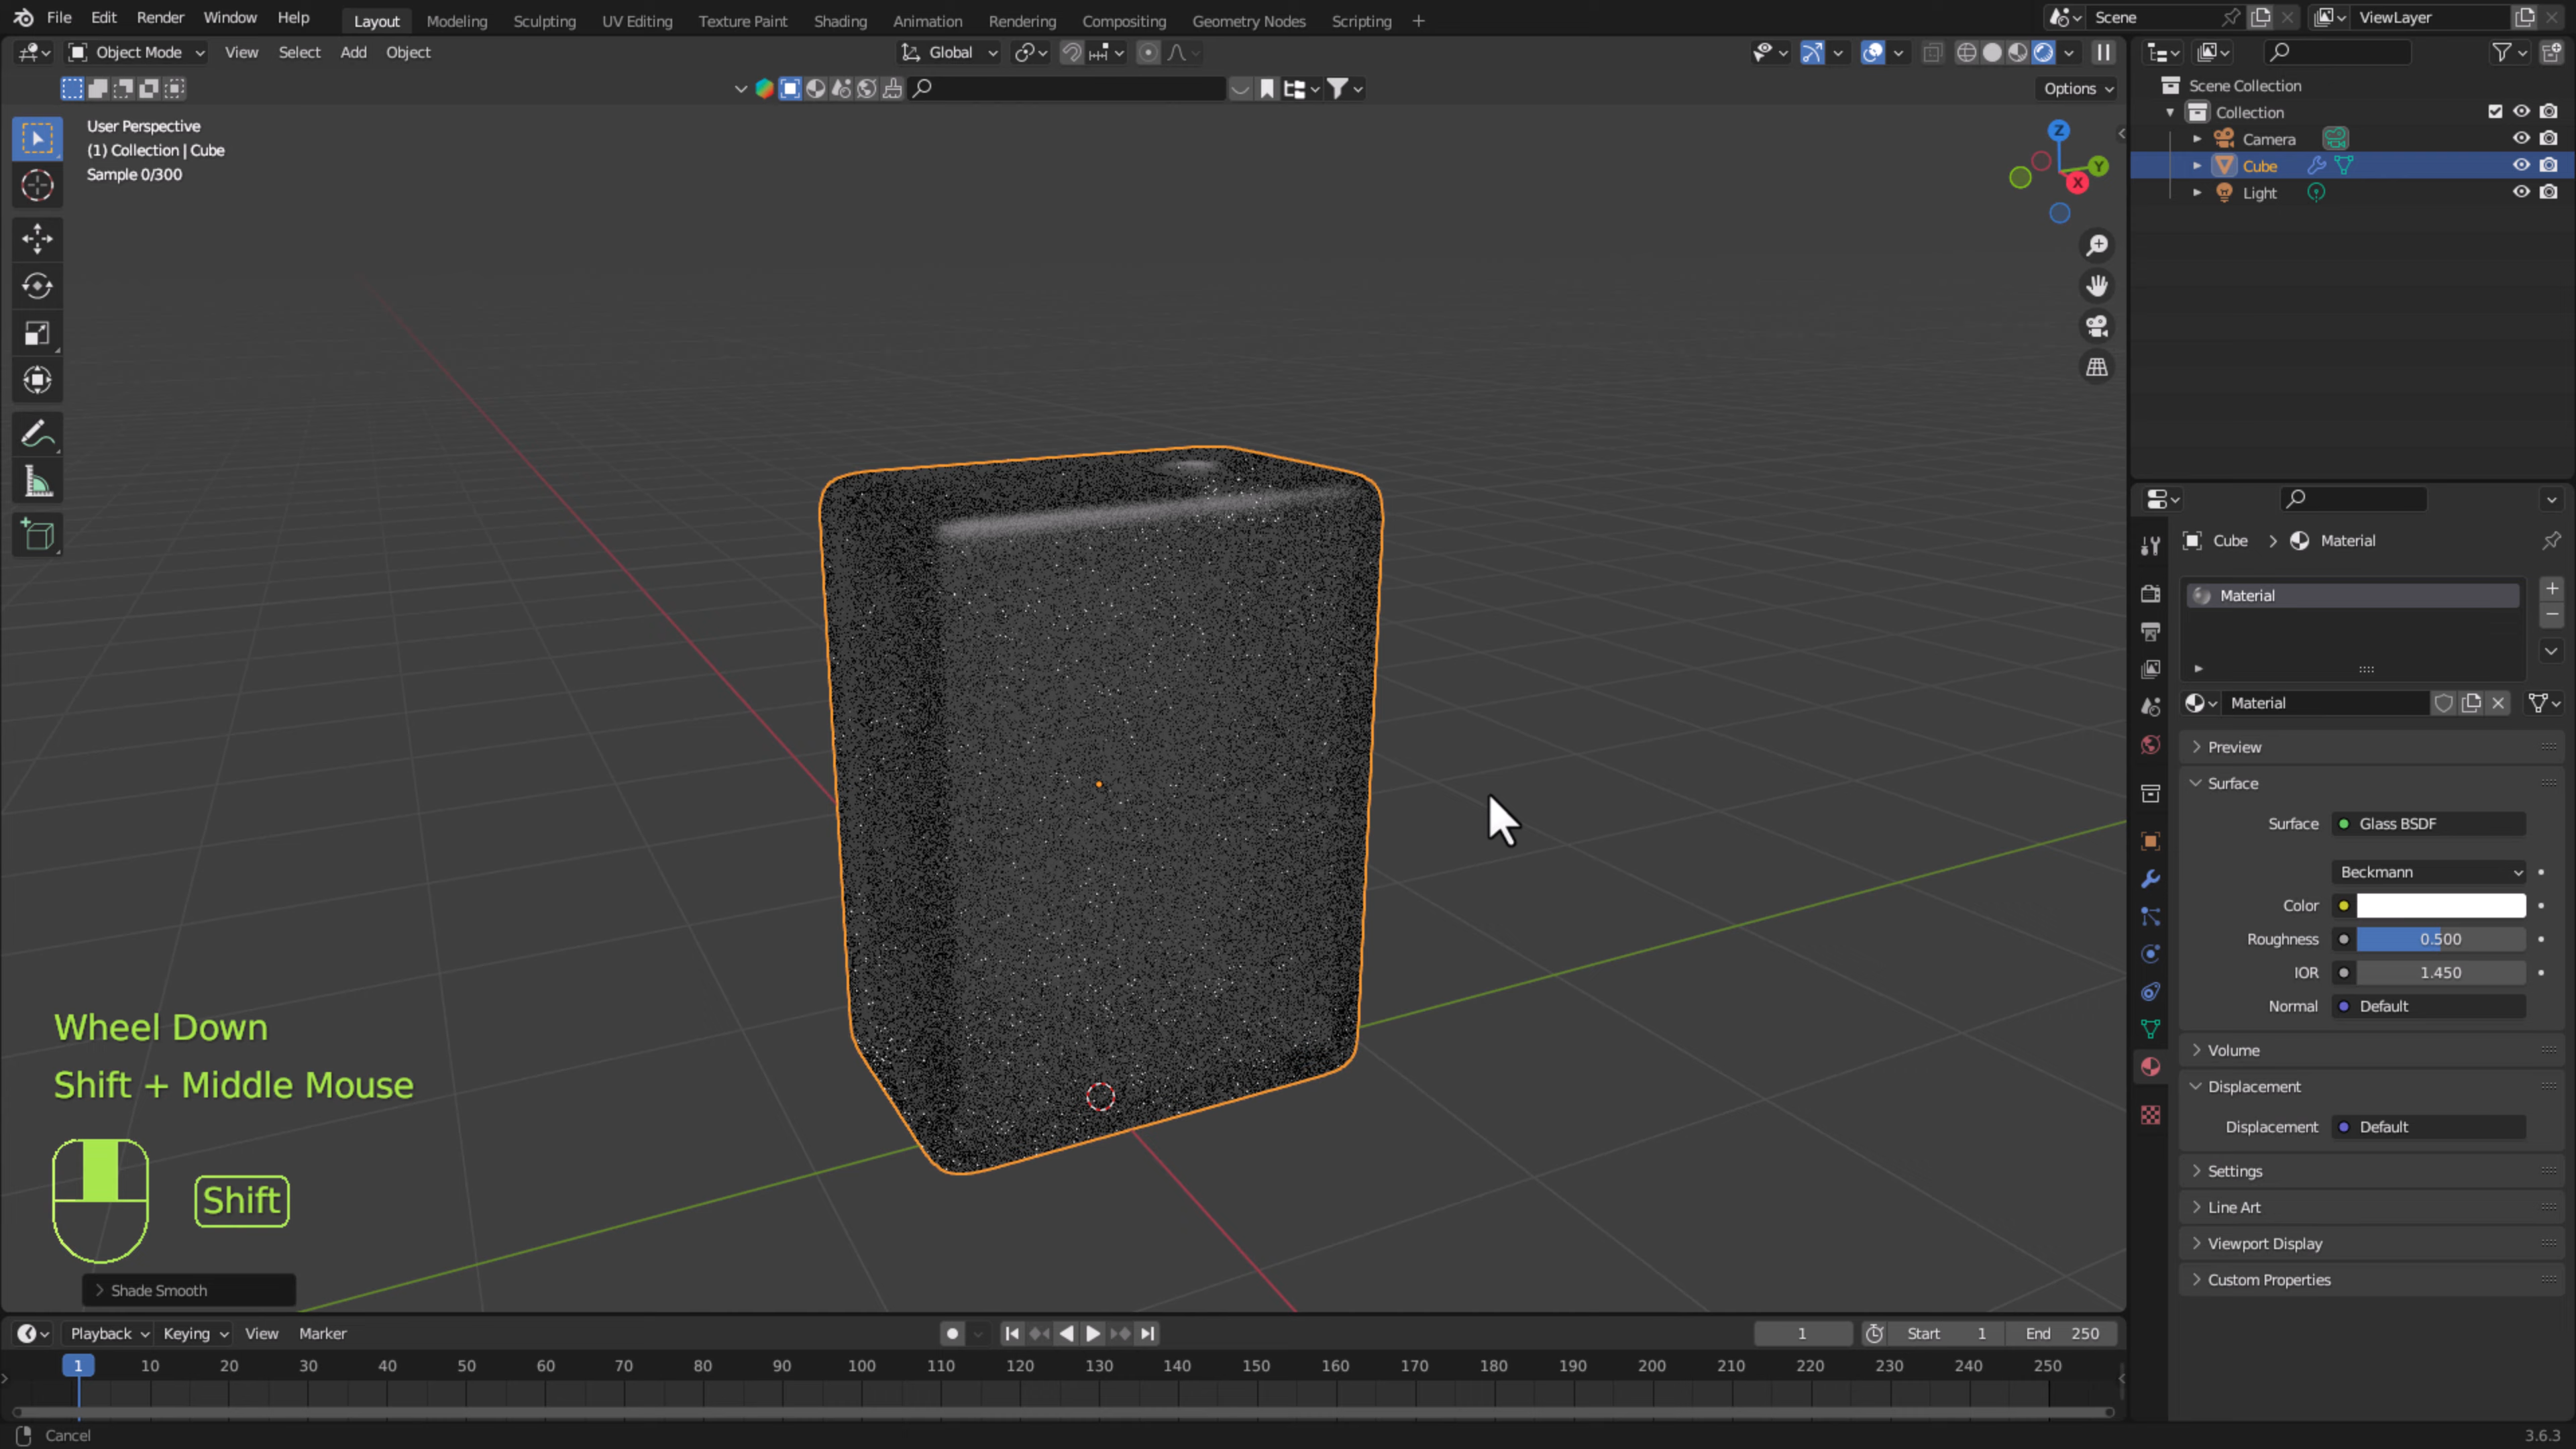 File Edit Render Window Help Layout Modeling Sculpting UV Editing Texture Paint Shading Animation Rendering Compositing Geometry Nodes Scripting + Scene ViewLayer
Object Mode View Select Add Object Global
Options
User Perspective
(1) Collection | Cube
Sample 0/300
Z
Y
X
Scene Collection
Collection
Camera
Cube
Light
Cube > Material
Material
Material
Preview
Surface
Surface Glass BSDF
Beckmann
Color
Roughness 0.500
IOR 1.450
Normal Default
Volume
Displacement
Displacement Default
Settings
Line Art
Viewport Display
Custom Properties
Wheel Down
Shift + Middle Mouse
Shift
Shade Smooth
Playback Keying View Marker 1 Start 1 End 250
1 10 20 30 40 50 60 70 80 90 100 110 120 130 140 150 160 170 180 190 200 210 220 230 240 250
Cancel 3.6.3